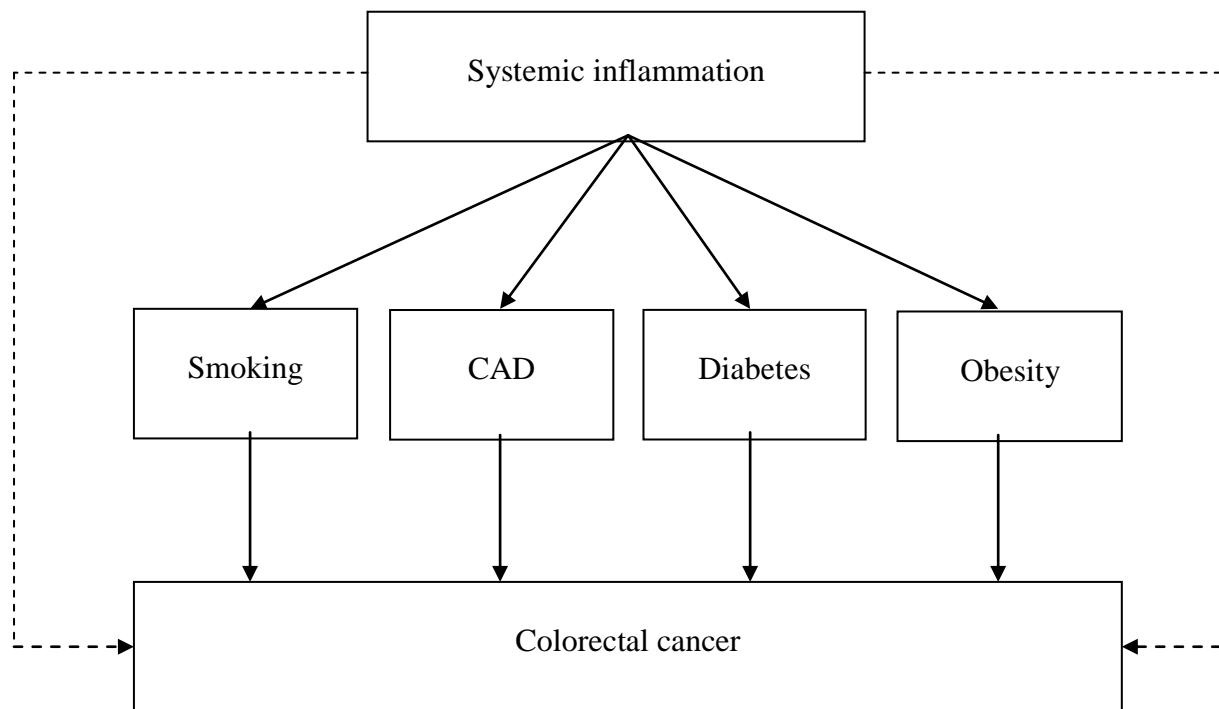 Systemic inflammation
Smoking
CAD
Diabetes
Obesity
Colorectal cancer